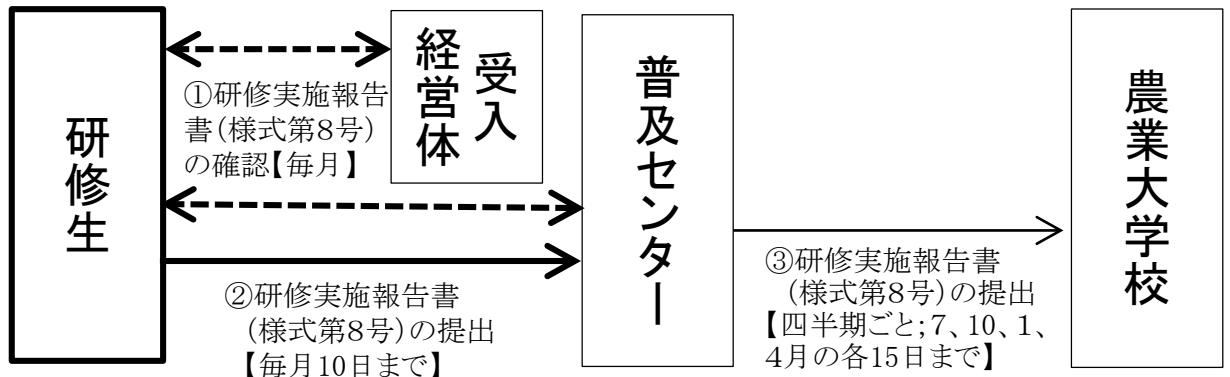 研修生
受入
経営体
①研修実施報告
書(様式第8号)
の確認【毎月】
②研修実施報告書
(様式第8号)の提出
【毎月10日まで】
普及センター
③研修実施報告書
(様式第8号)の提出
【四半期ごと;7、10、1、
4月の各15日まで】
農業大学校